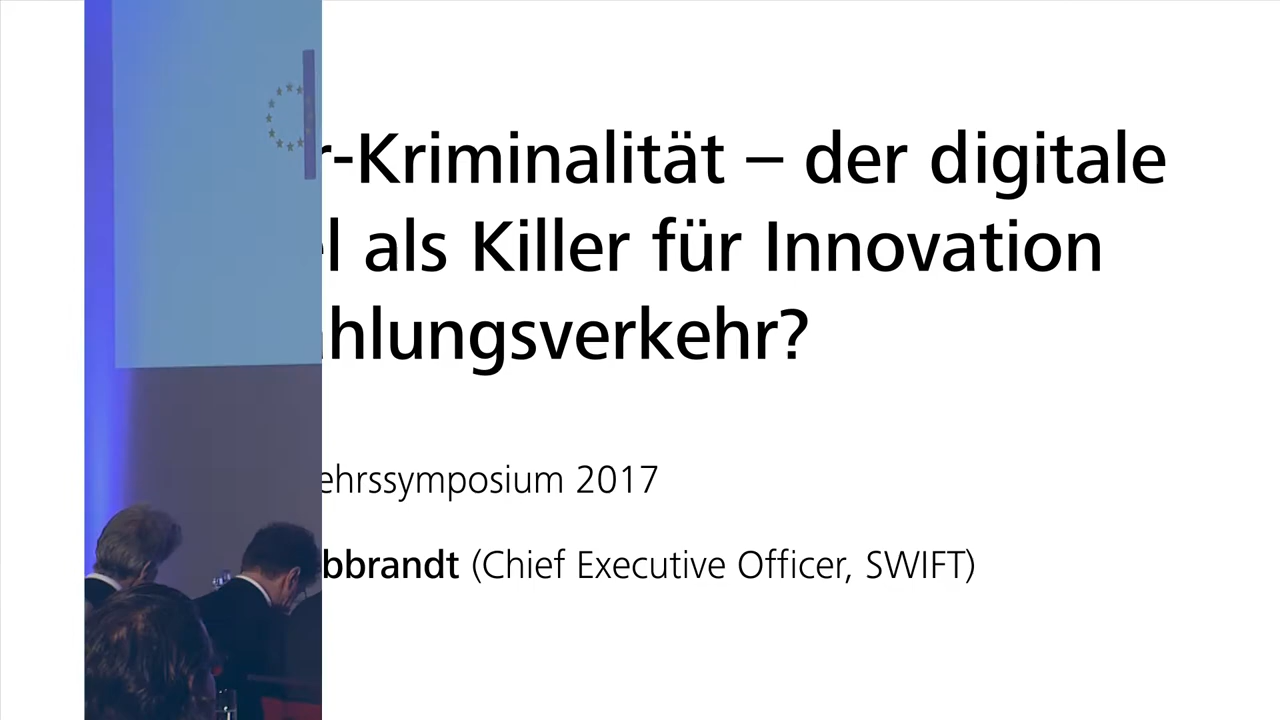 r-Kriminalität – der digitale
l als Killer für Innovation
hlungsverkehr?
ehrssymposium 2017
bbrandt (Chief Executive Officer, SWIFT)